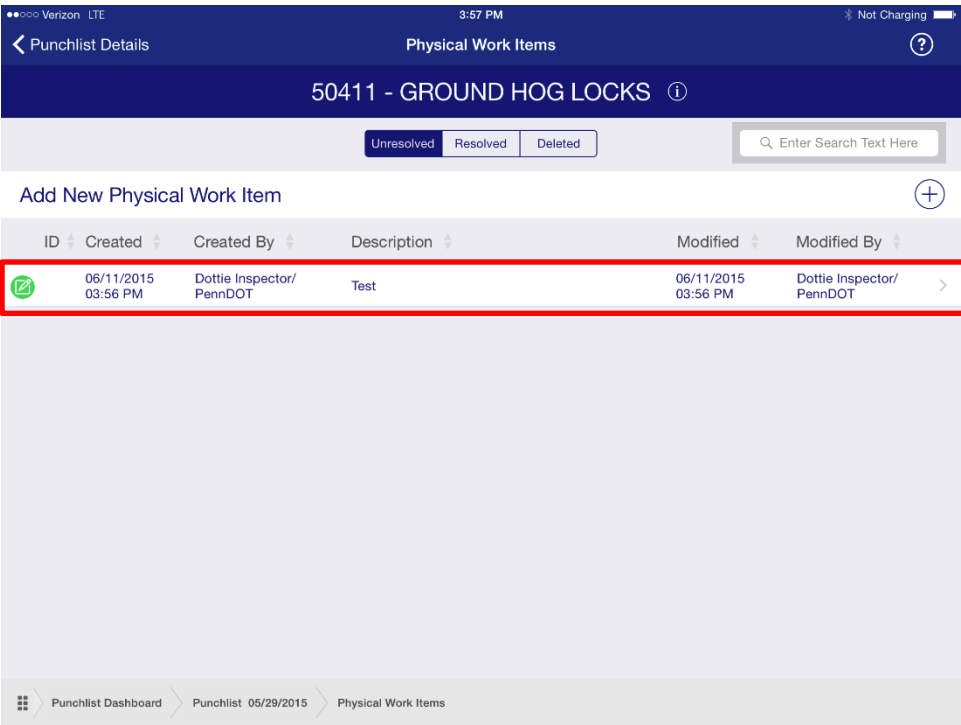 Verizon LTE 3:57 PM Not Charging
Punchlist Details Physical Work Items ?
50411 - GROUND HOG LOCKS i
Unresolved Resolved Deleted Enter Search Text Here
Add New Physical Work Item +
ID Created Created By Description Modified Modified By
06/11/2015 Dottie Inspector/ Test 06/11/2015 Dottie Inspector/
03:56 PM PennDOT 03:56 PM PennDOT
Punchlist Dashboard Punchlist 05/29/2015 Physical Work Items